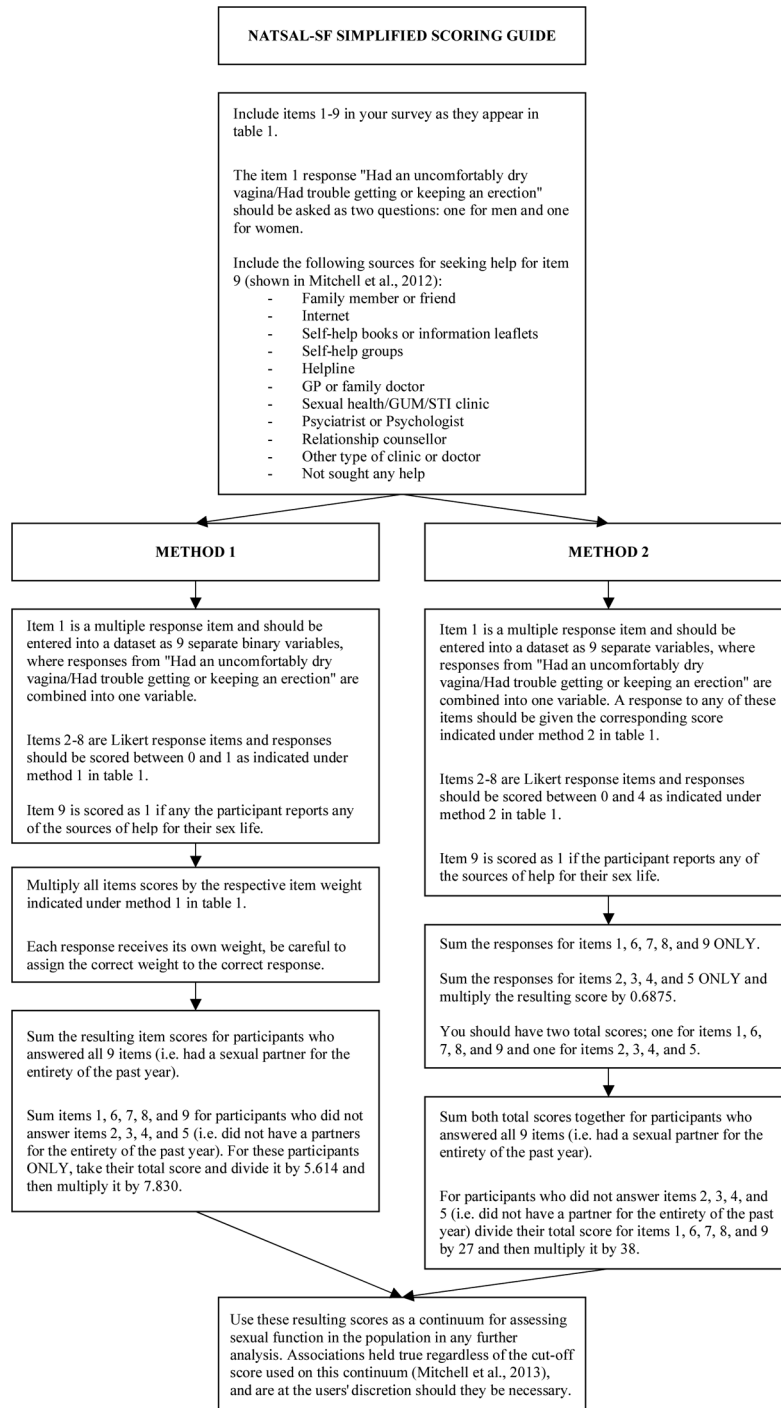 NATSAL-SF SIMPLIFIED SCORING GUIDE
Include items 1-9 in your survey as they appear in
table 1.
The item 1 response "Had an uncomfortably dry
vagina/Had trouble getting or keeping an erection"
should be asked as two questions: one for men and one
for women.
Include the following sources for seeking help for item
9 (shown in Mitchell et al., 2012):
- Family member or friend
- Internet
- Self-help books or information leaflets
- Self-help groups
- Helpline
- GP or family doctor
- Sexual health/GUM/STI clinic
- Psyciatrist or Psychologist
- Relationship counsellor
- Other type of clinic or doctor
- Not sought any help
METHOD 1
Item 1 is a multiple response item and should be
entered into a dataset as 9 separate binary variables,
where responses from "Had an uncomfortably dry
vagina/Had trouble getting or keeping an erection" are
combined into one variable.
Items 2-8 are Likert response items and responses
should be scored between 0 and 1 as indicated under
method 1 in table 1.
Item 9 is scored as 1 if any the participant reports any
of the sources of help for their sex life.
Multiply all items scores by the respective item weight
indicated under method 1 in table 1.
Each response receives its own weight, be careful to
assign the correct weight to the correct response.
Sum the resulting item scores for participants who
answered all 9 items (i.e. had a sexual partner for the
entirety of the past year).
Sum items 1, 6, 7, 8, and 9 for participants who did not
answer items 2, 3, 4, and 5 (i.e. did not have a partners
for the entirety of the past year). For these participants
ONLY, take their total score and divide it by 5.614 and
then multiply it by 7.830.
METHOD 2
Item 1 is a multiple response item and should be
entered into a dataset as 9 separate variables, where
responses from "Had an uncomfortably dry
vagina/Had trouble getting or keeping an erection" are
combined into one variable. A response to any of these
items should be given the corresponding score
indicated under method 2 in table 1.
Items 2-8 are Likert response items and responses
should be scored between 0 and 4 as indicated under
method 2 in table 1.
Item 9 is scored as 1 if the participant reports any of
the sources of help for their sex life.
Sum the responses for items 1, 6, 7, 8, and 9 ONLY.
Sum the responses for items 2, 3, 4, and 5 ONLY and
multiply the resulting score by 0.6875.
You should have two total scores; one for items 1, 6,
7, 8, and 9 and one for items 2, 3, 4, and 5.
Sum both total scores together for participants who
answered all 9 items (i.e. had a sexual partner for the
entirety of the past year).
For participants who did not answer items 2, 3, 4, and
5 (i.e. did not have a partner for the entirety of the past
year) divide their total score for items 1, 6, 7, 8, and 9
by 27 and then multiply it by 38.
Use these resulting scores as a continuum for assessing
sexual function in the population in any further
analysis. Associations held true regardless of the cut-off
score used on this continuum (Mitchell et al., 2013),
and are at the users' discretion should they be necessary.